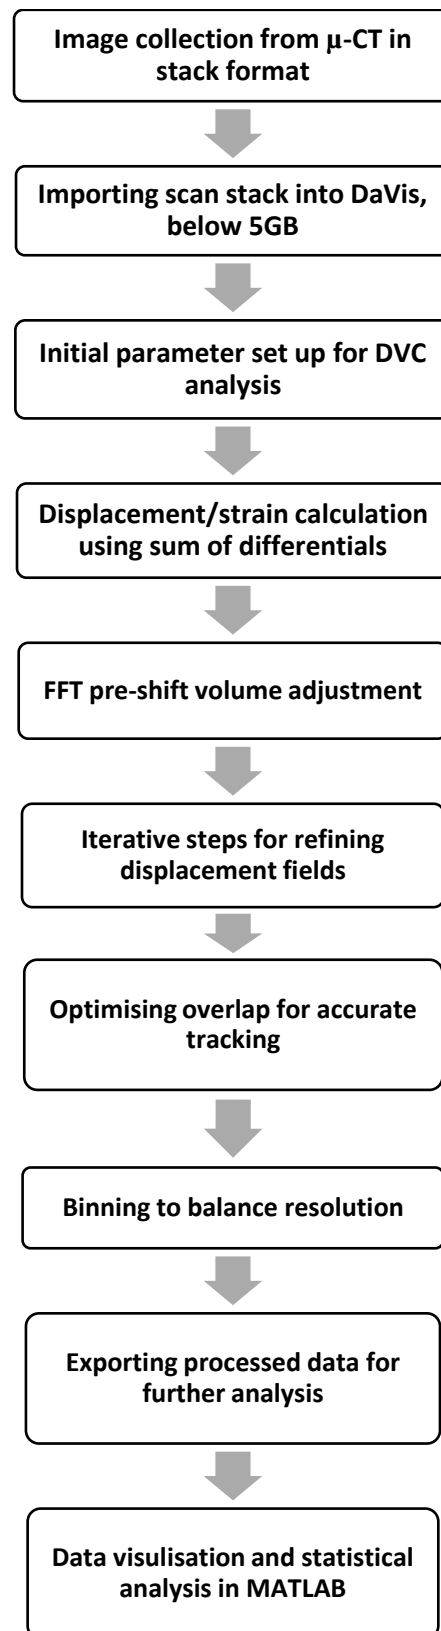 Image collection from µ-CT in
stack format
Importing scan stack into DaVis,
below 5GB
Initial parameter set up for DVC
analysis
Displacement/strain calculation
using sum of differentials
FFT pre-shift volume adjustment
Iterative steps for refining
displacement fields
Optimising overlap for accurate
tracking
Binning to balance resolution
Exporting processed data for
further analysis
Data visulisation and statistical
analysis in MATLAB